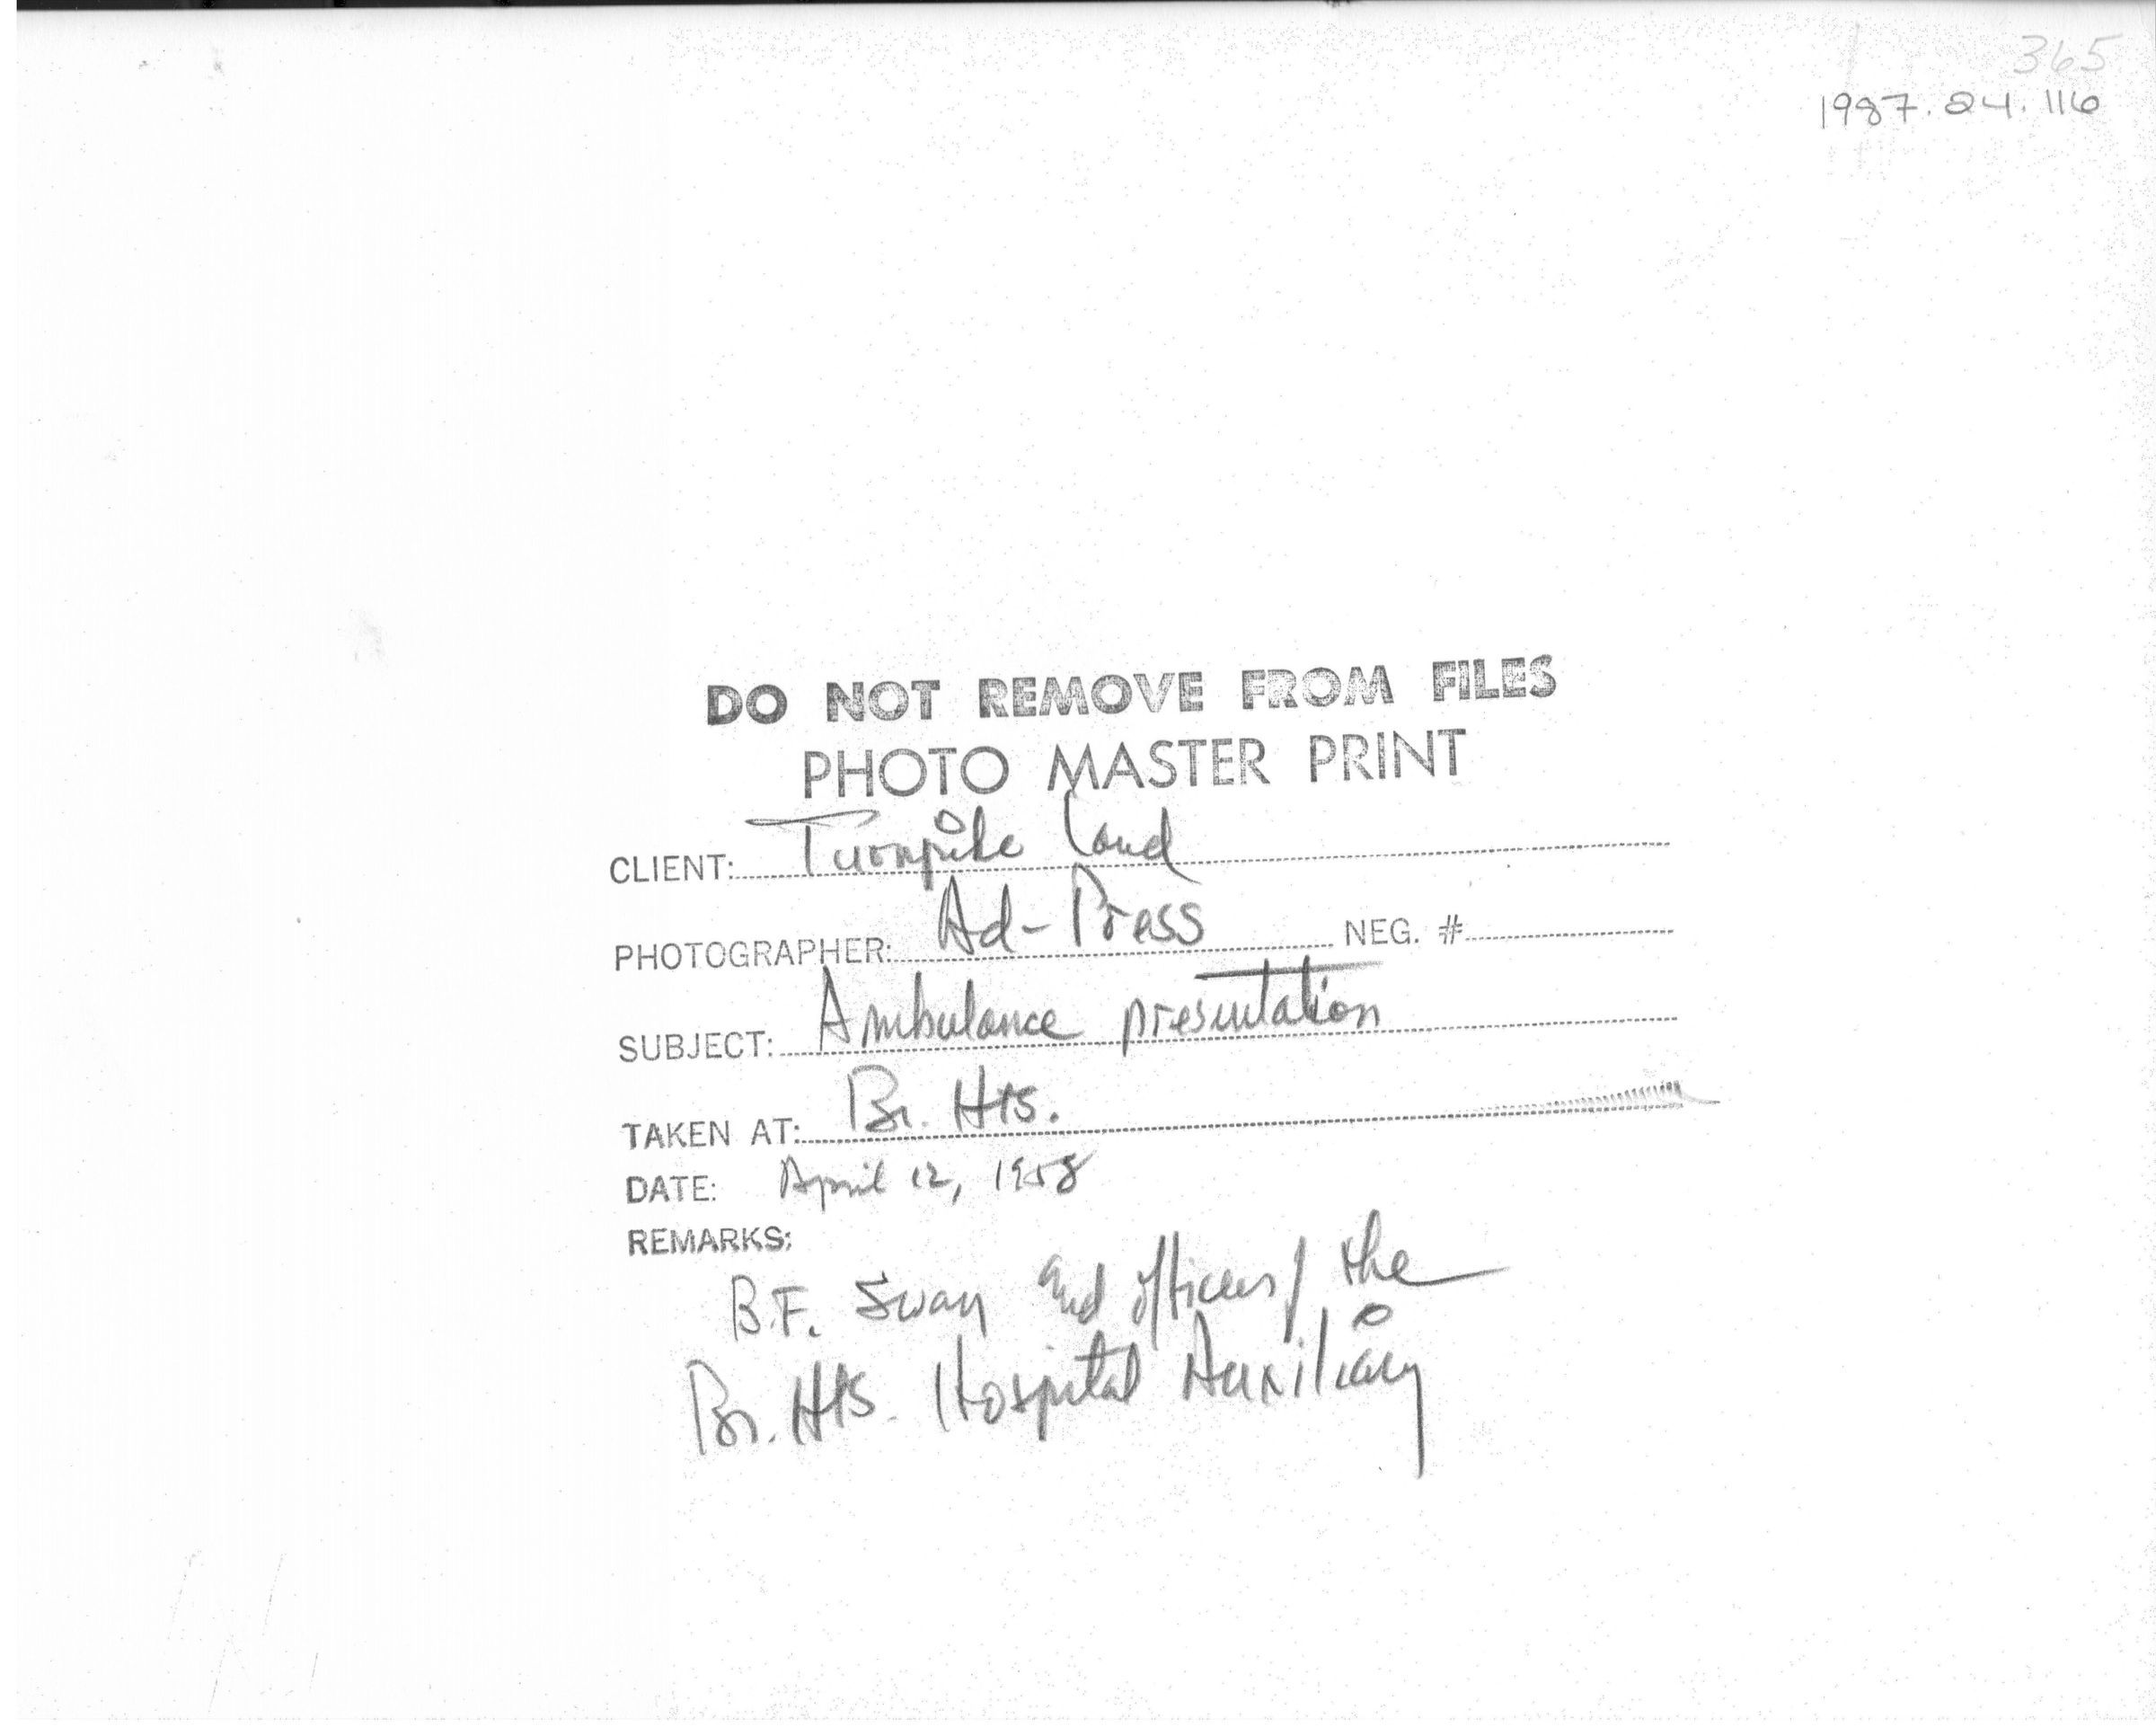 365
1987.24.116
DO NOT REMOVE FROM FILES
PHOTO MASTER PRINT
CLIENT: Turnpike Land
PHOTOGRAPHER: Ad-Press NEG. #
SUBJECT: Ambulance presentation
TAKEN AT: Br. Hts.
DATE: April 12, 1958
REMARKS:
B.F. Swan and officers / the
Br. Hts. Hospital Auxiliary